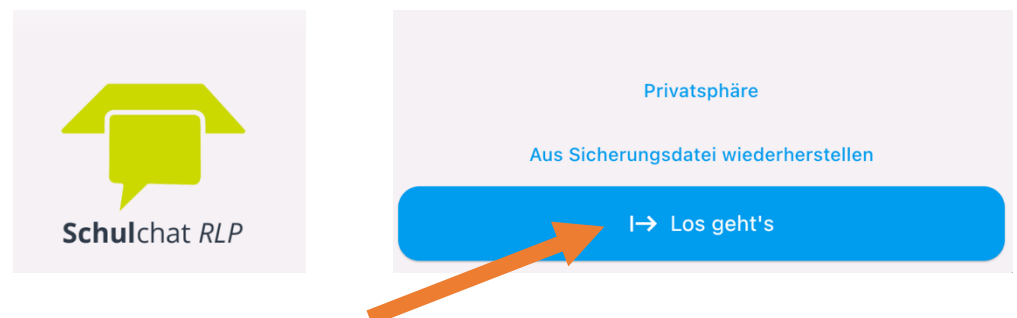 Schulchat RLP
Privatsphäre
Aus Sicherungsdatei wiederherstellen
Los geht's